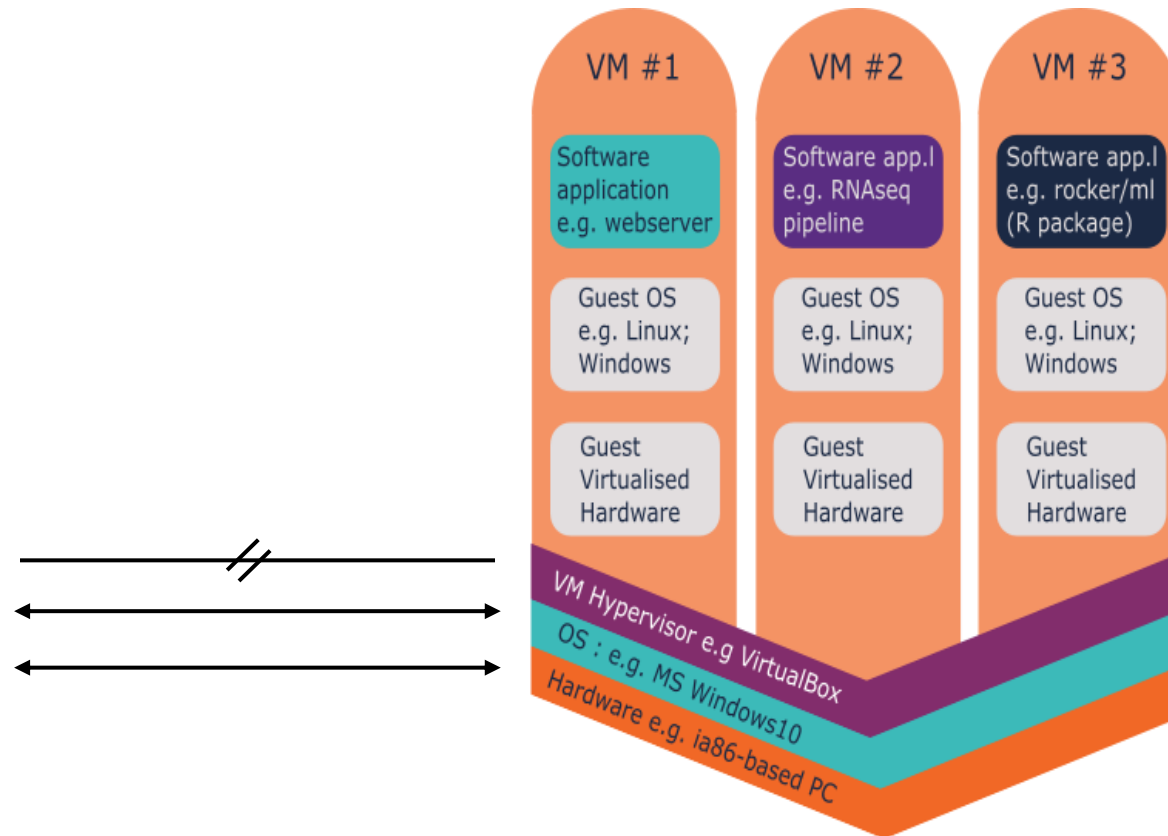 VM #1
Software
application
e.g. webserver
Guest OS
e.g. Linux;
Windows
Guest
Virtualised
Hardware
VM #2
Software app.l
e.g. RNAseq
pipeline
Guest OS
e.g. Linux;
Windows
Guest
Virtualised
Hardware
VM #3
Software app.l
e.g. rocker/ml
(R package)
Guest OS
e.g. Linux;
Windows
Guest
Virtualised
Hardware
VM Hypervisor e.g VirtualBox
OS : e.g. MS Windows10
Hardware e.g. ia86-based PC